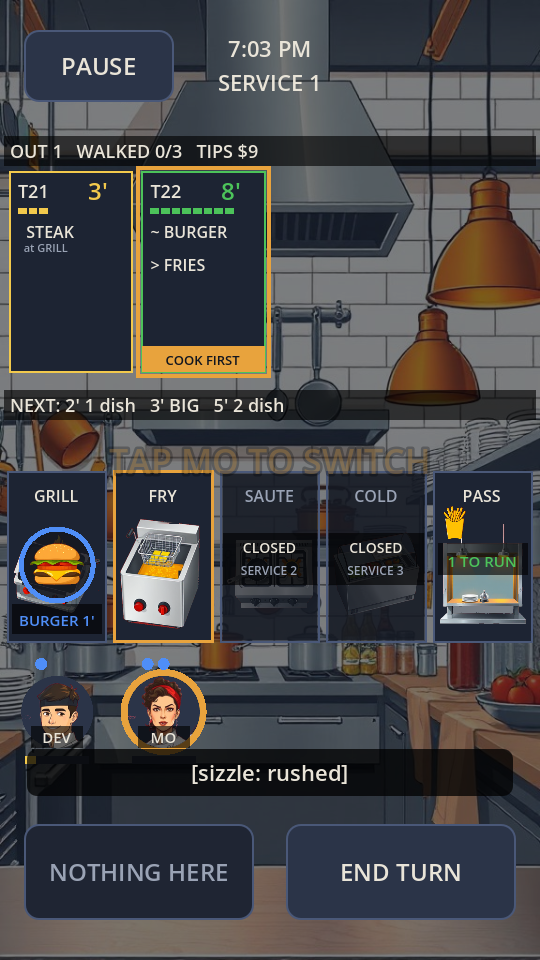 PAUSE
7:03 PM
SERVICE 1
OUT 1 WALKED 0/3 TIPS $9
T21 3'
STEAK
at GRILL
T22 8'
~ BURGER
> FRIES
COOK FIRST
NEXT: 2' 1 dish 3' BIG 5' 2 dish
TAP MO TO SWITCH
GRILL
BURGER 1'
FRY
SAUTE
CLOSED
SERVICE 2
COLD
CLOSED
SERVICE 3
PASS
1 TO RUN
DEV
MO
[sizzle: rushed]
NOTHING HERE
END TURN